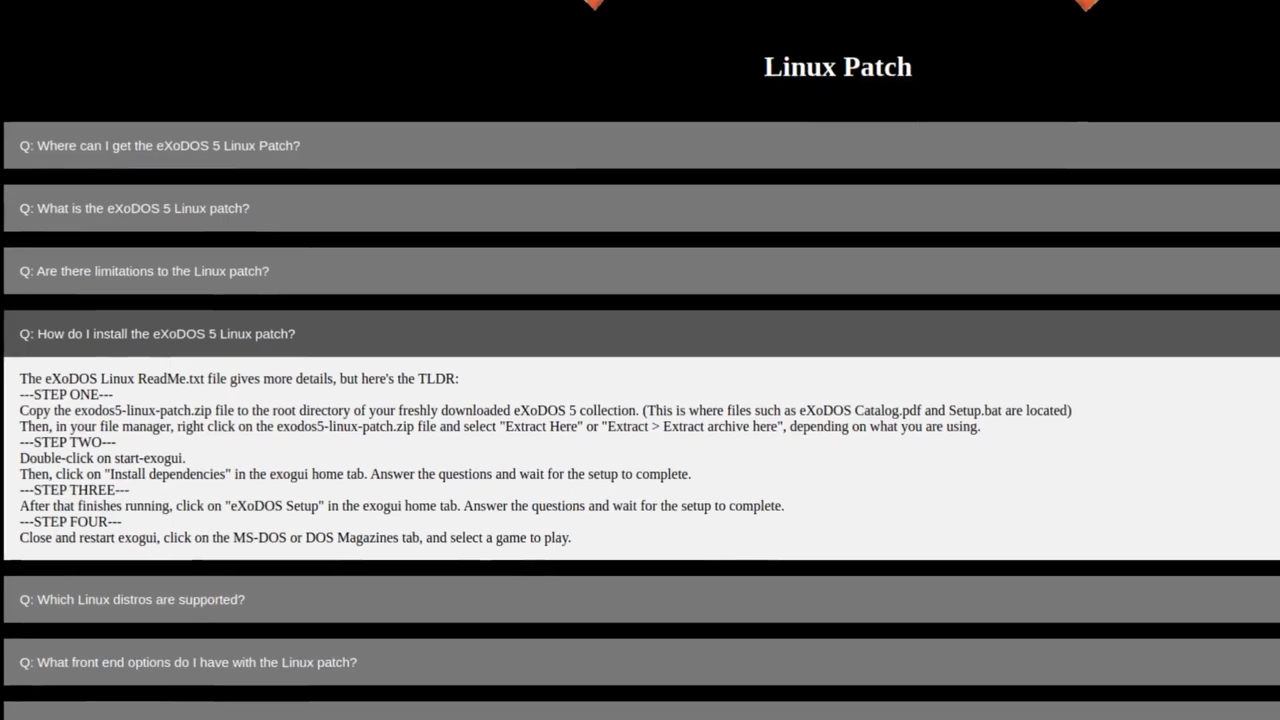 Linux Patch
Q: Where can I get the eXoDOS 5 Linux Patch?
Q: What is the eXoDOS 5 Linux patch?
Q: Are there limitations to the Linux patch?
Q: How do I install the eXoDOS 5 Linux patch?
The eXoDOS Linux ReadMe.txt file gives more details, but here's the TLDR:
---STEP ONE---
Copy the exodos5-linux-patch.zip file to the root directory of your freshly downloaded eXoDOS 5 collection. (This is where files such as eXoDOS Catalog.pdf and Setup.bat are located)
Then, in your file manager, right click on the exodos5-linux-patch.zip file and select "Extract Here" or "Extract > Extract archive here", depending on what you are using.
---STEP TWO---
Double-click on start-exogui.
Then, click on "Install dependencies" in the exogui home tab. Answer the questions and wait for the setup to complete.
---STEP THREE---
After that finishes running, click on "eXoDOS Setup" in the exogui home tab. Answer the questions and wait for the setup to complete.
---STEP FOUR---
Close and restart exogui, click on the MS-DOS or DOS Magazines tab, and select a game to play.
Q: Which Linux distros are supported?
Q: What front end options do I have with the Linux patch?